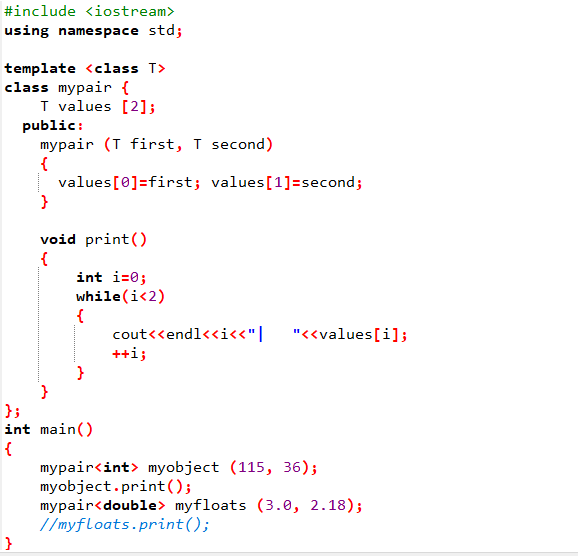 #include <iostream>
using namespace std;
template <class T>
class mypair {
T values [2];
public:
mypair (T first, T second)
{
values[0]=first; values[1]=second;
}
void print()
{
int i=0;
while(i<2)
{
cout<<endl<<i<<"|   "<<values[i];
++i;
}
}
};
int main()
{
mypair<int> myobject (115, 36);
myobject.print();
mypair<double> myfloats (3.0, 2.18);
//myfloats.print();
}